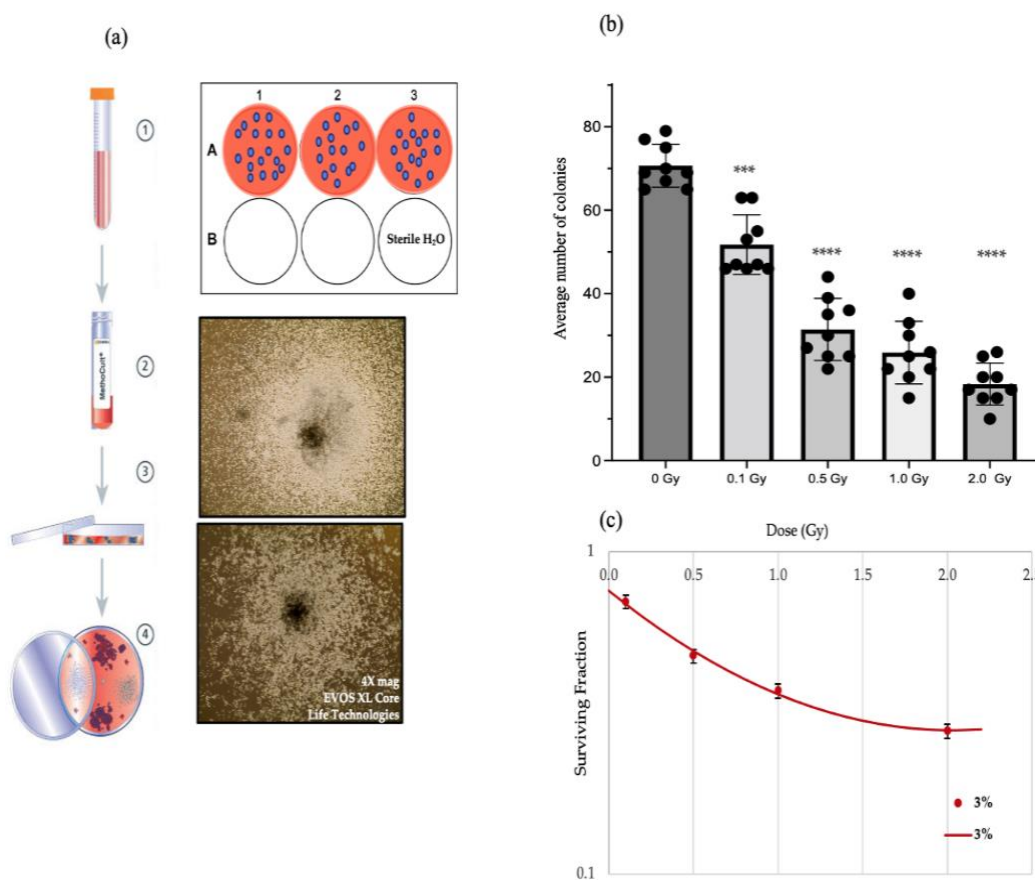 (a)
1
2
3
4
MethoCult®
1 2 3
A
B
Sterile H₂O
4X mag
EVOS XL Core
Life Technologies
(b)
Average number of colonies
80
60
40
20
0
***
****
****
****
0 Gy 0.1 Gy 0.5 Gy 1.0 Gy 2.0 Gy
(c)
Dose (Gy)
1
0.0 0.5 1.0 1.5 2.0 2.5
Surviving Fraction
3%
3%
0.1